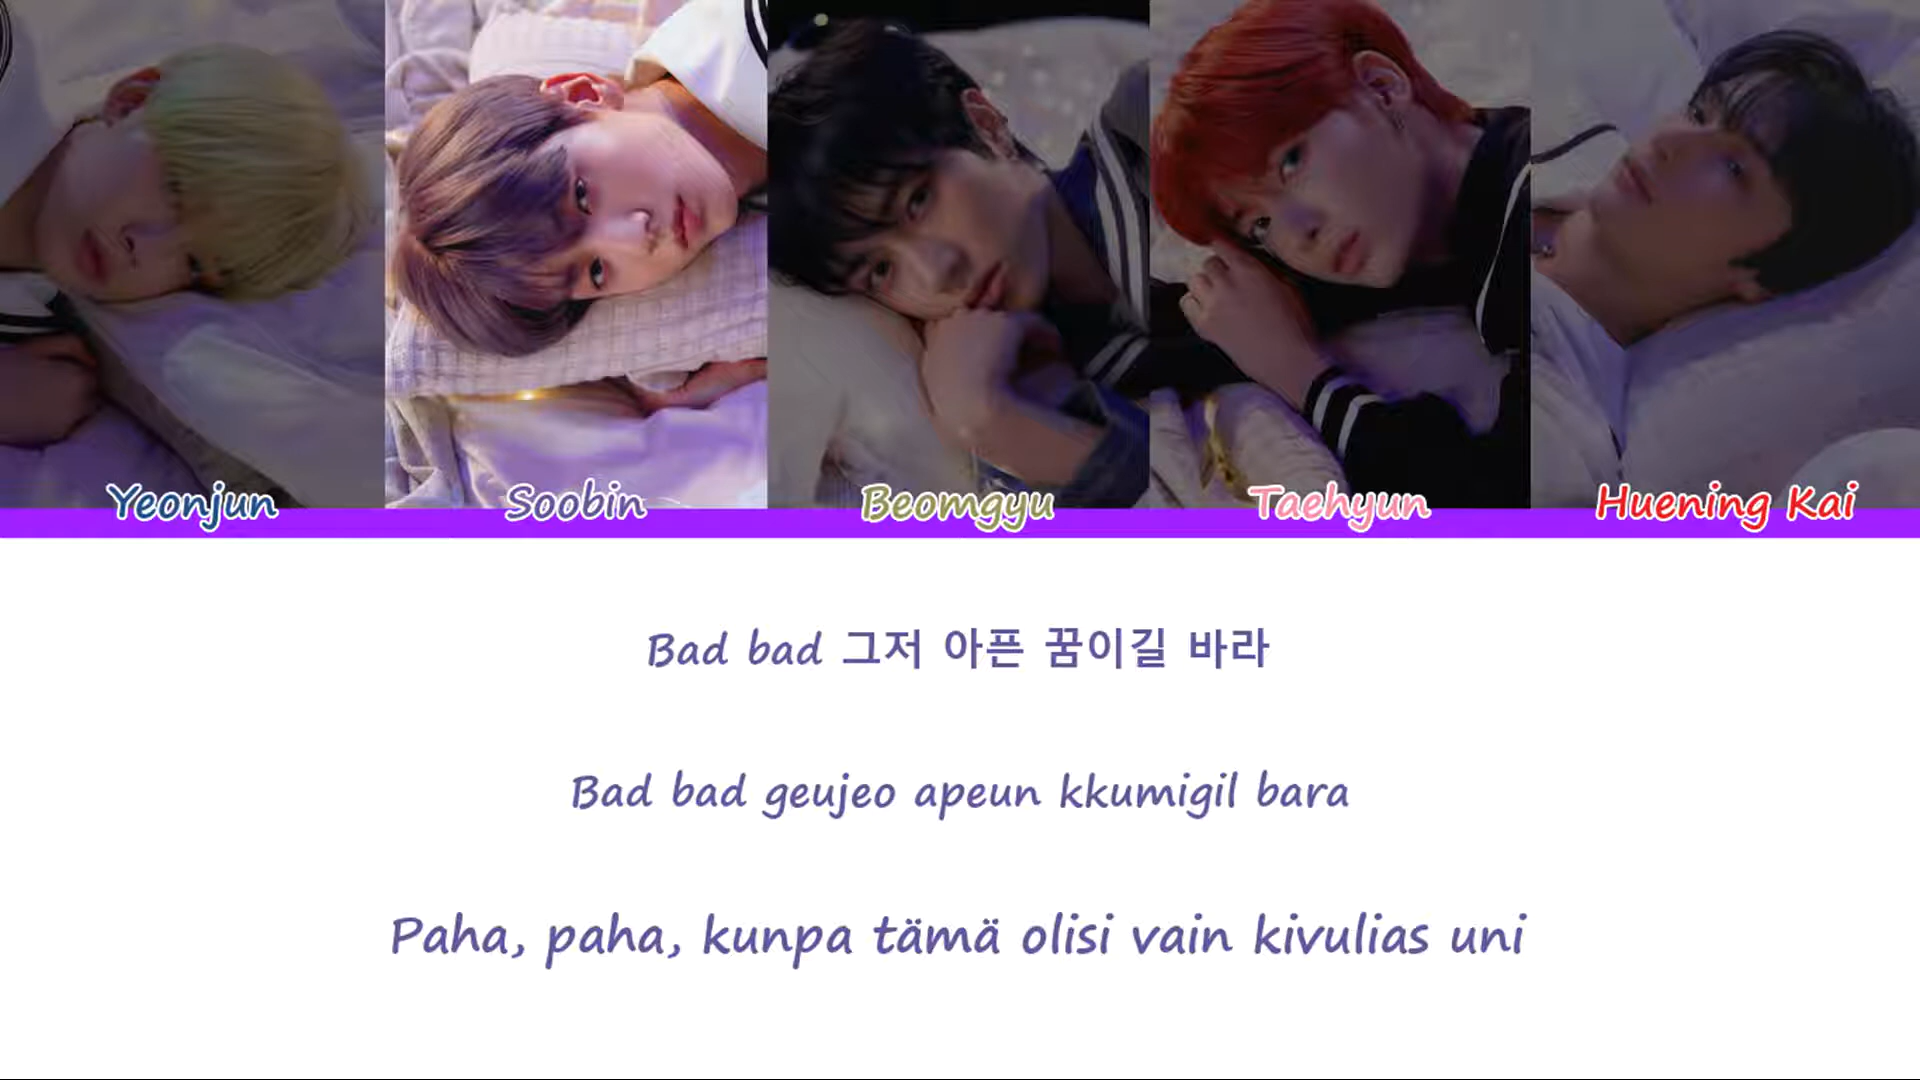 Yeonjun Soobin Beomgyu Taehyun Huening Kai
Bad bad 그저 아픈 꿈이길 바라
Bad bad geujeo apeun kkumigil bara
Paha, paha, kunpa tämä olisi vain kivulias uni